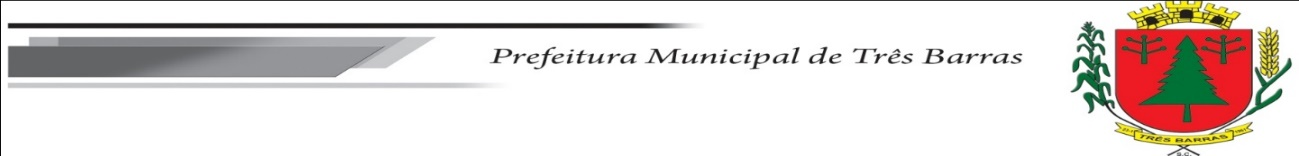 Prefeitura Municipal de Três Barras
TRÊS BARRAS
S.C.